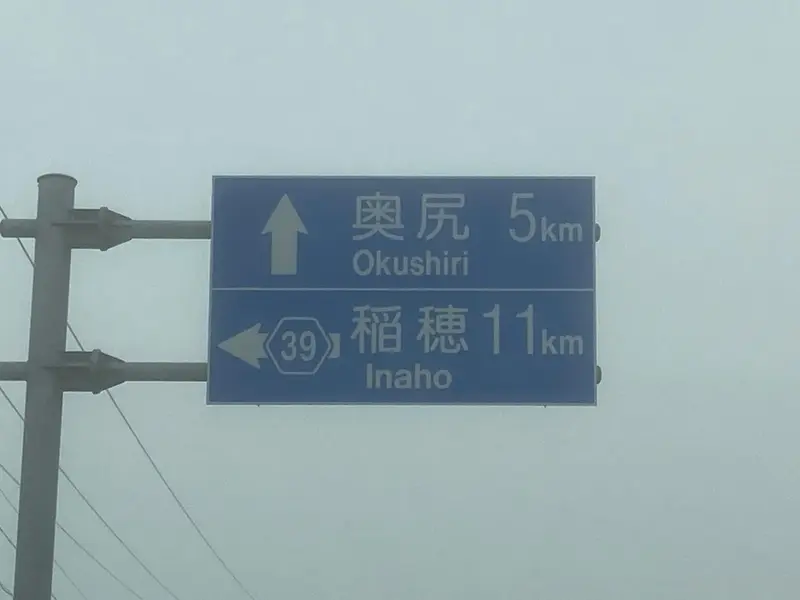 奥尻 5km
Okushiri
39 稲穂 11km
Inaho